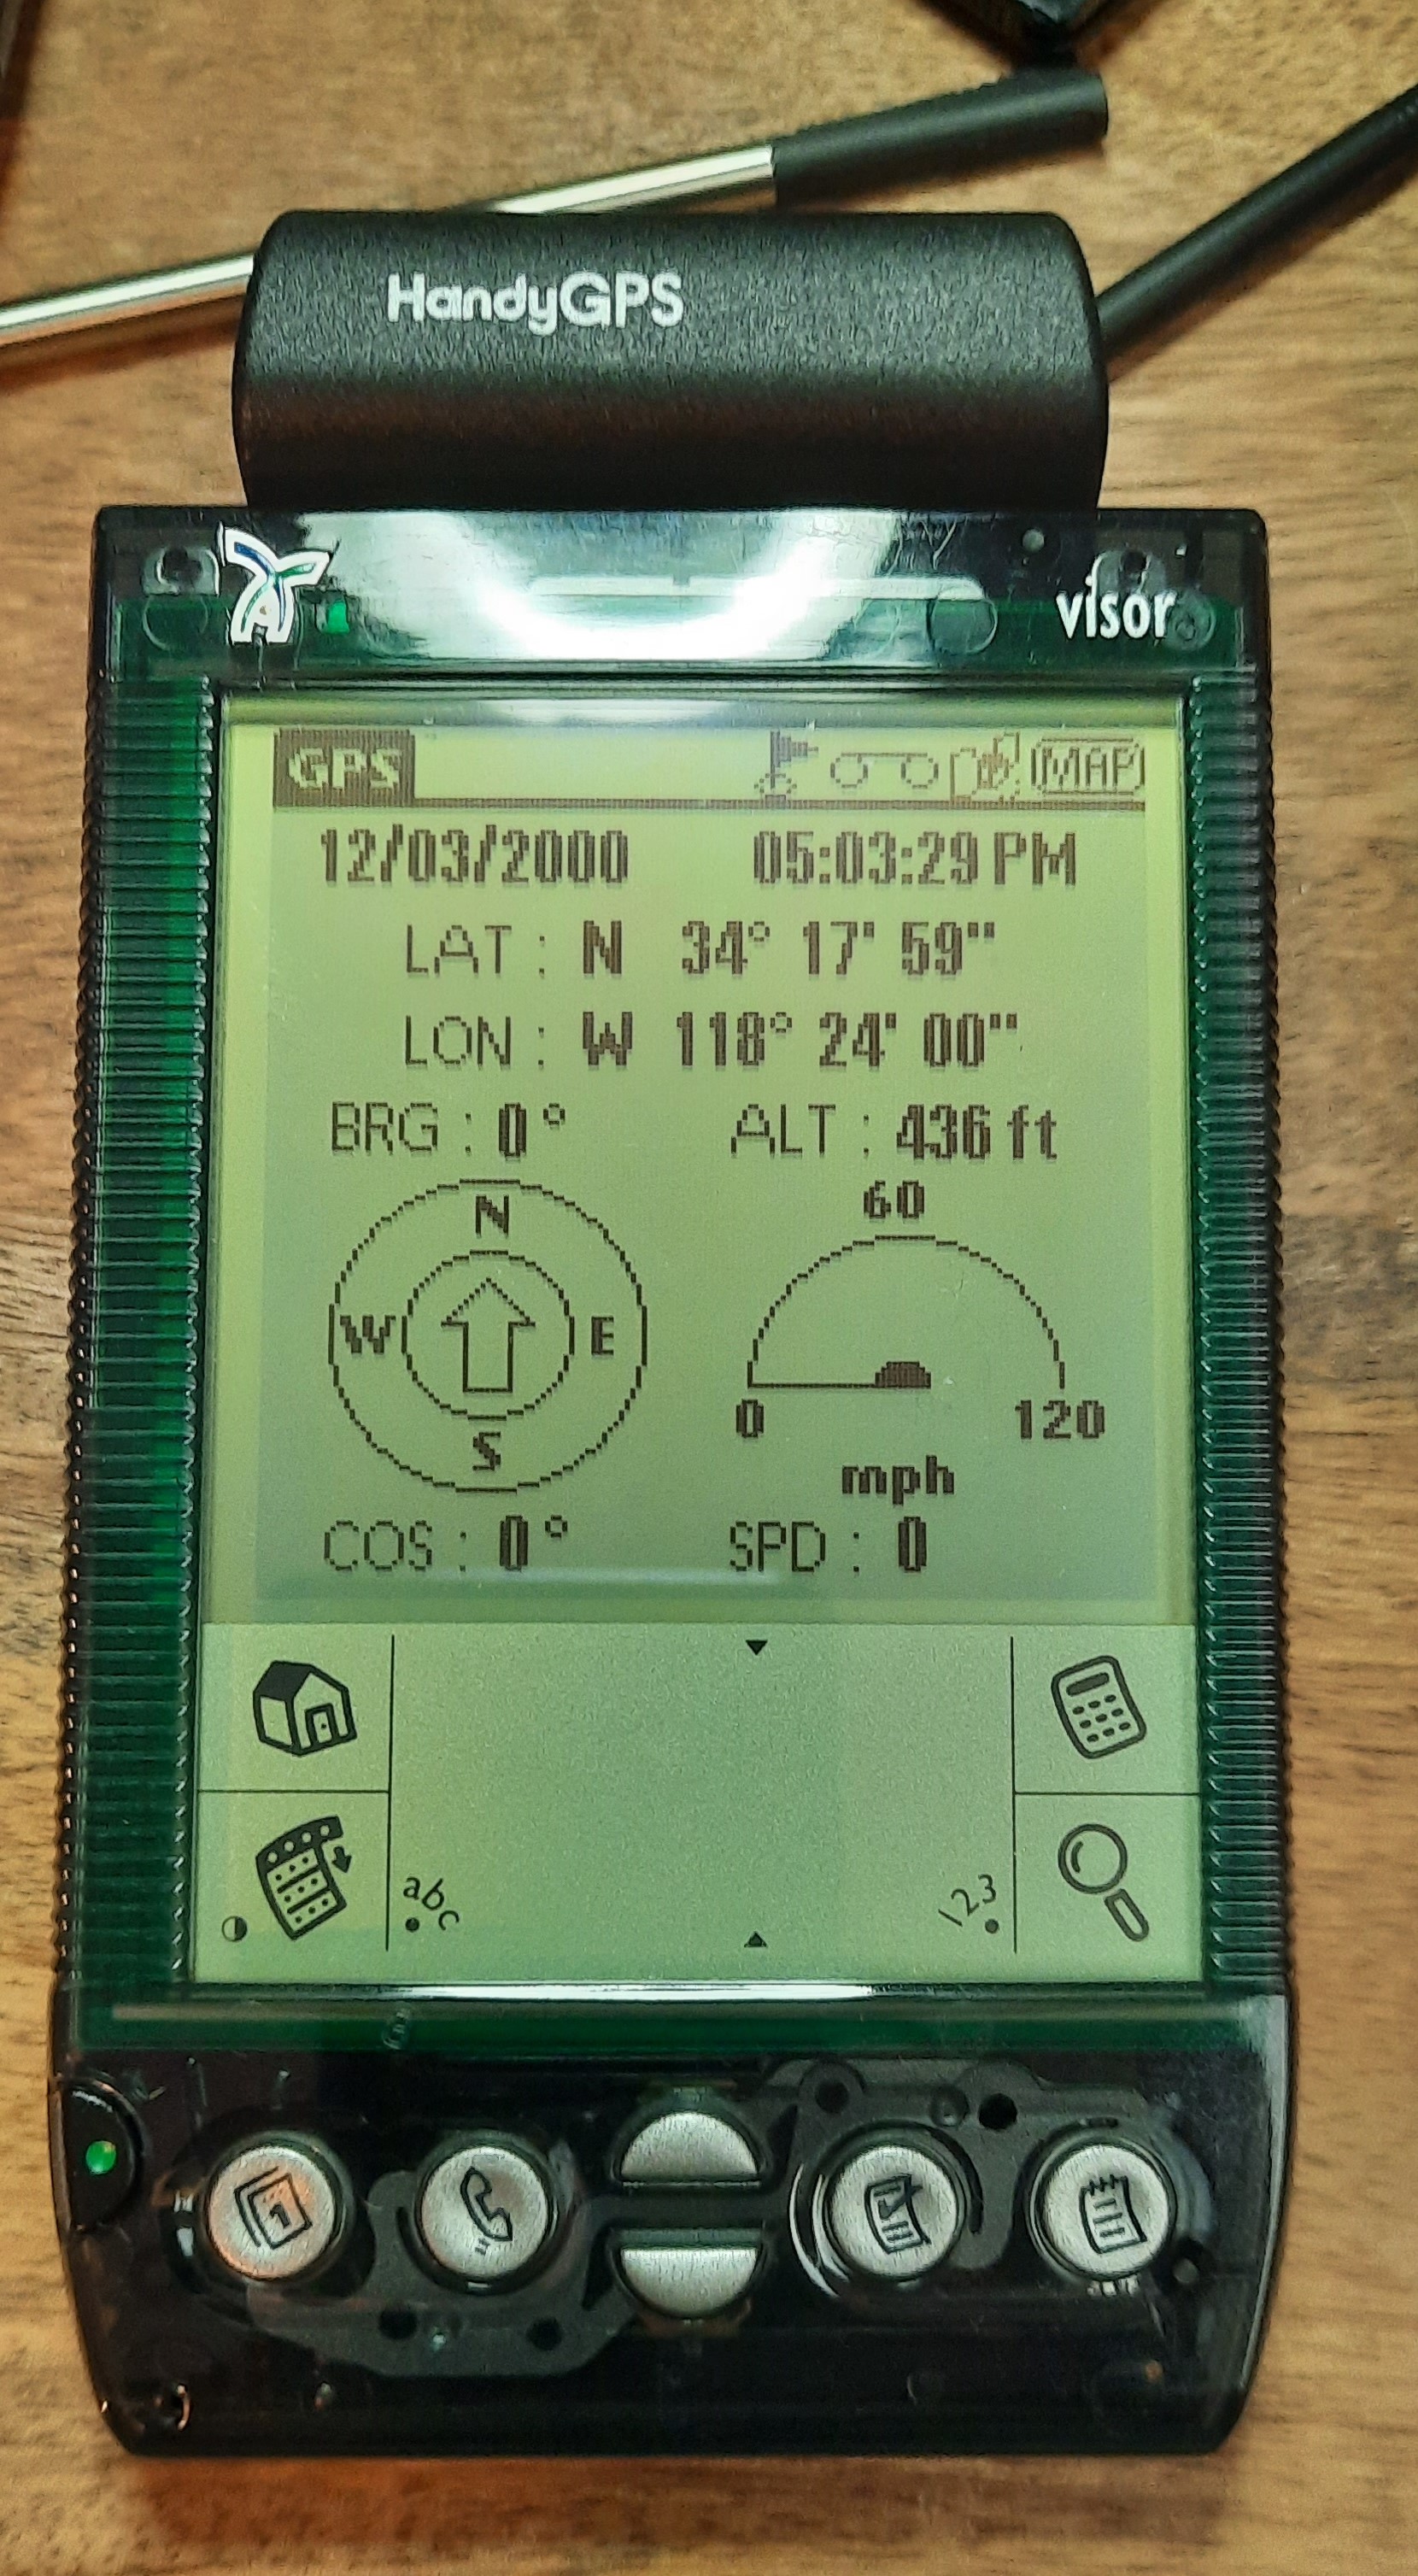 HandyGPS
visor
GPS MAP
12/03/2000 05:03:29 PM
LAT : N 34° 17' 59"
LON : W 118° 24' 00"
BRG : 0° ALT : 436 ft
60
N
W E
S
0 120
mph
COS : 0° SPD : 0
abc 123
1